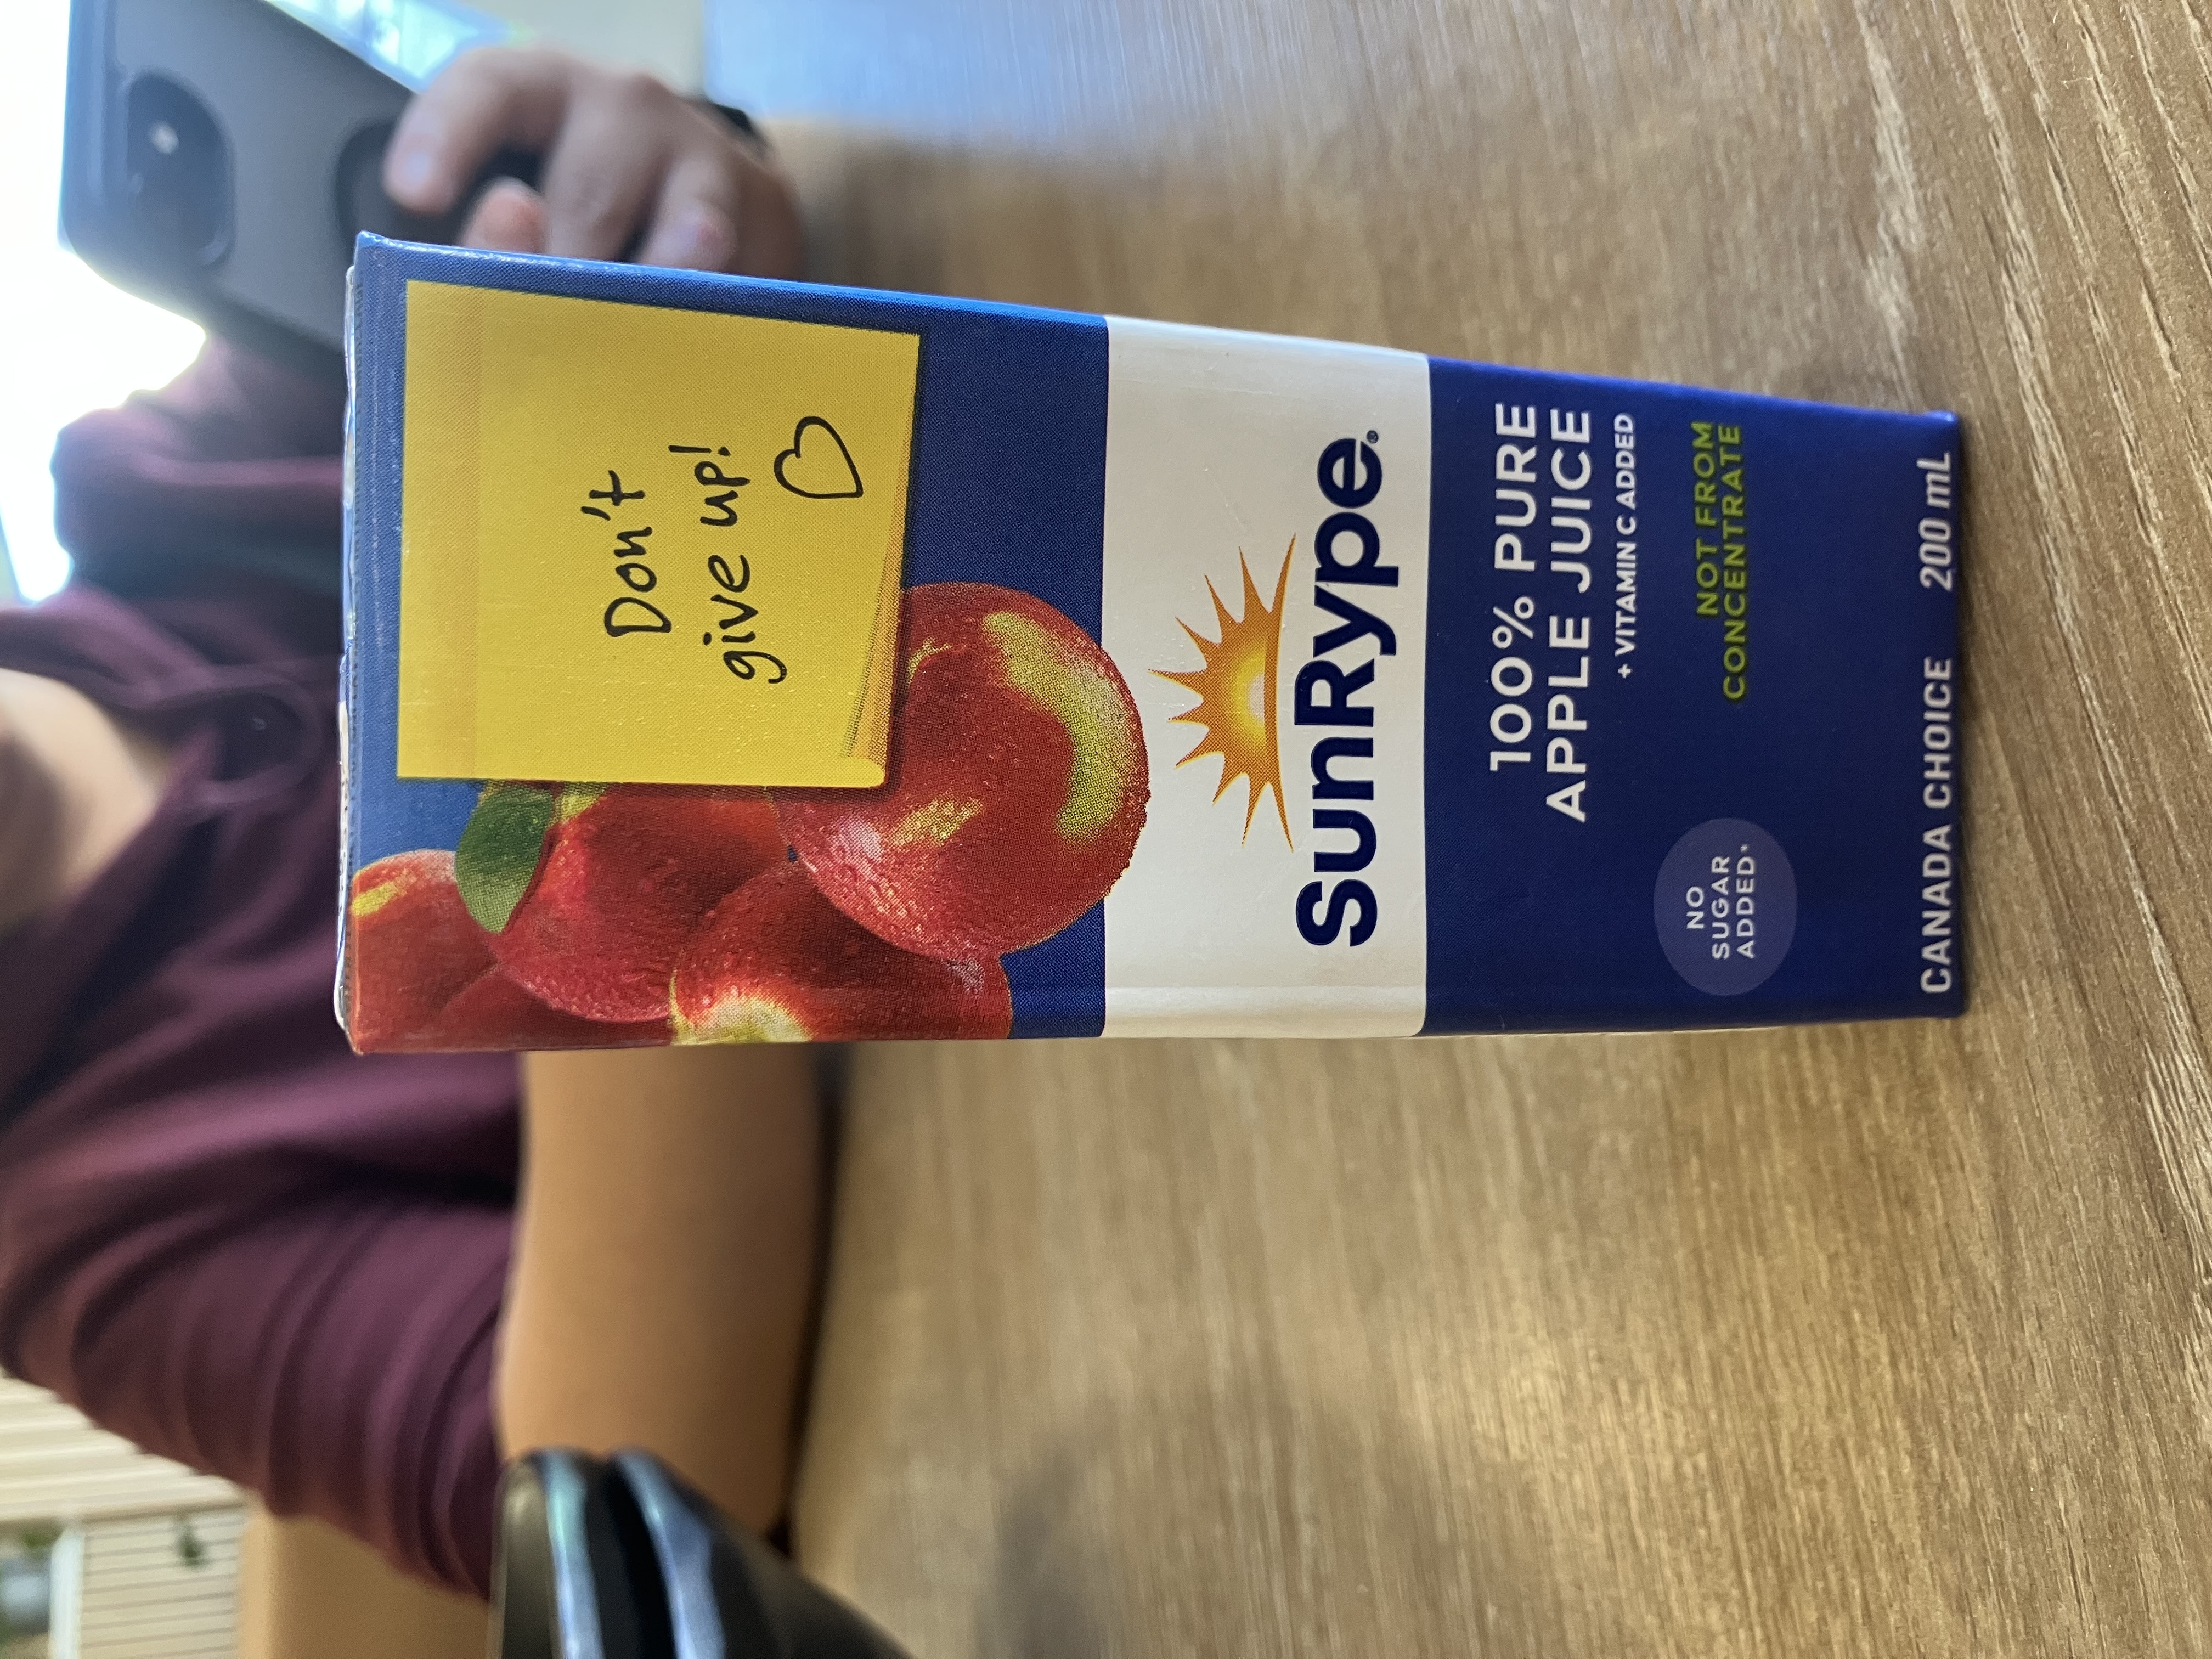 Don't
give up!
♡
SunRype®
100% PURE
APPLE JUICE
+ VITAMIN C ADDED
NOT FROM
CONCENTRATE
NO
SUGAR
ADDED*
CANADA CHOICE 200 mL